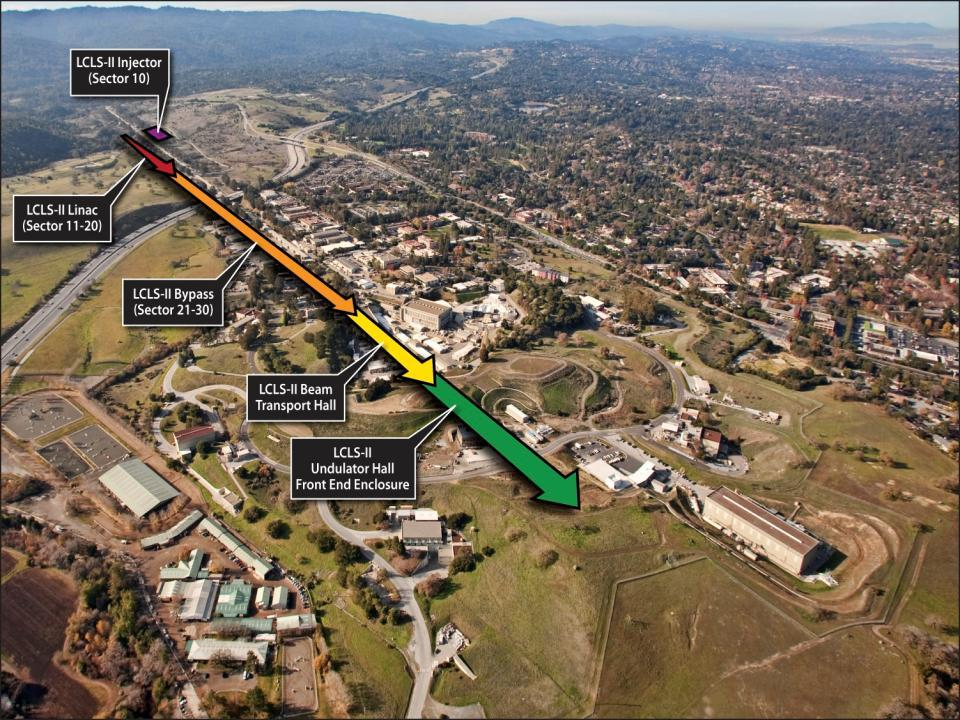 LCLS-II Injector
(Sector 10)
LCLS-II Linac
(Sector 11-20)
LCLS-II Bypass
(Sector 21-30)
LCLS-II Beam
Transport Hall
LCLS-II
Undulator Hall
Front End Enclosure